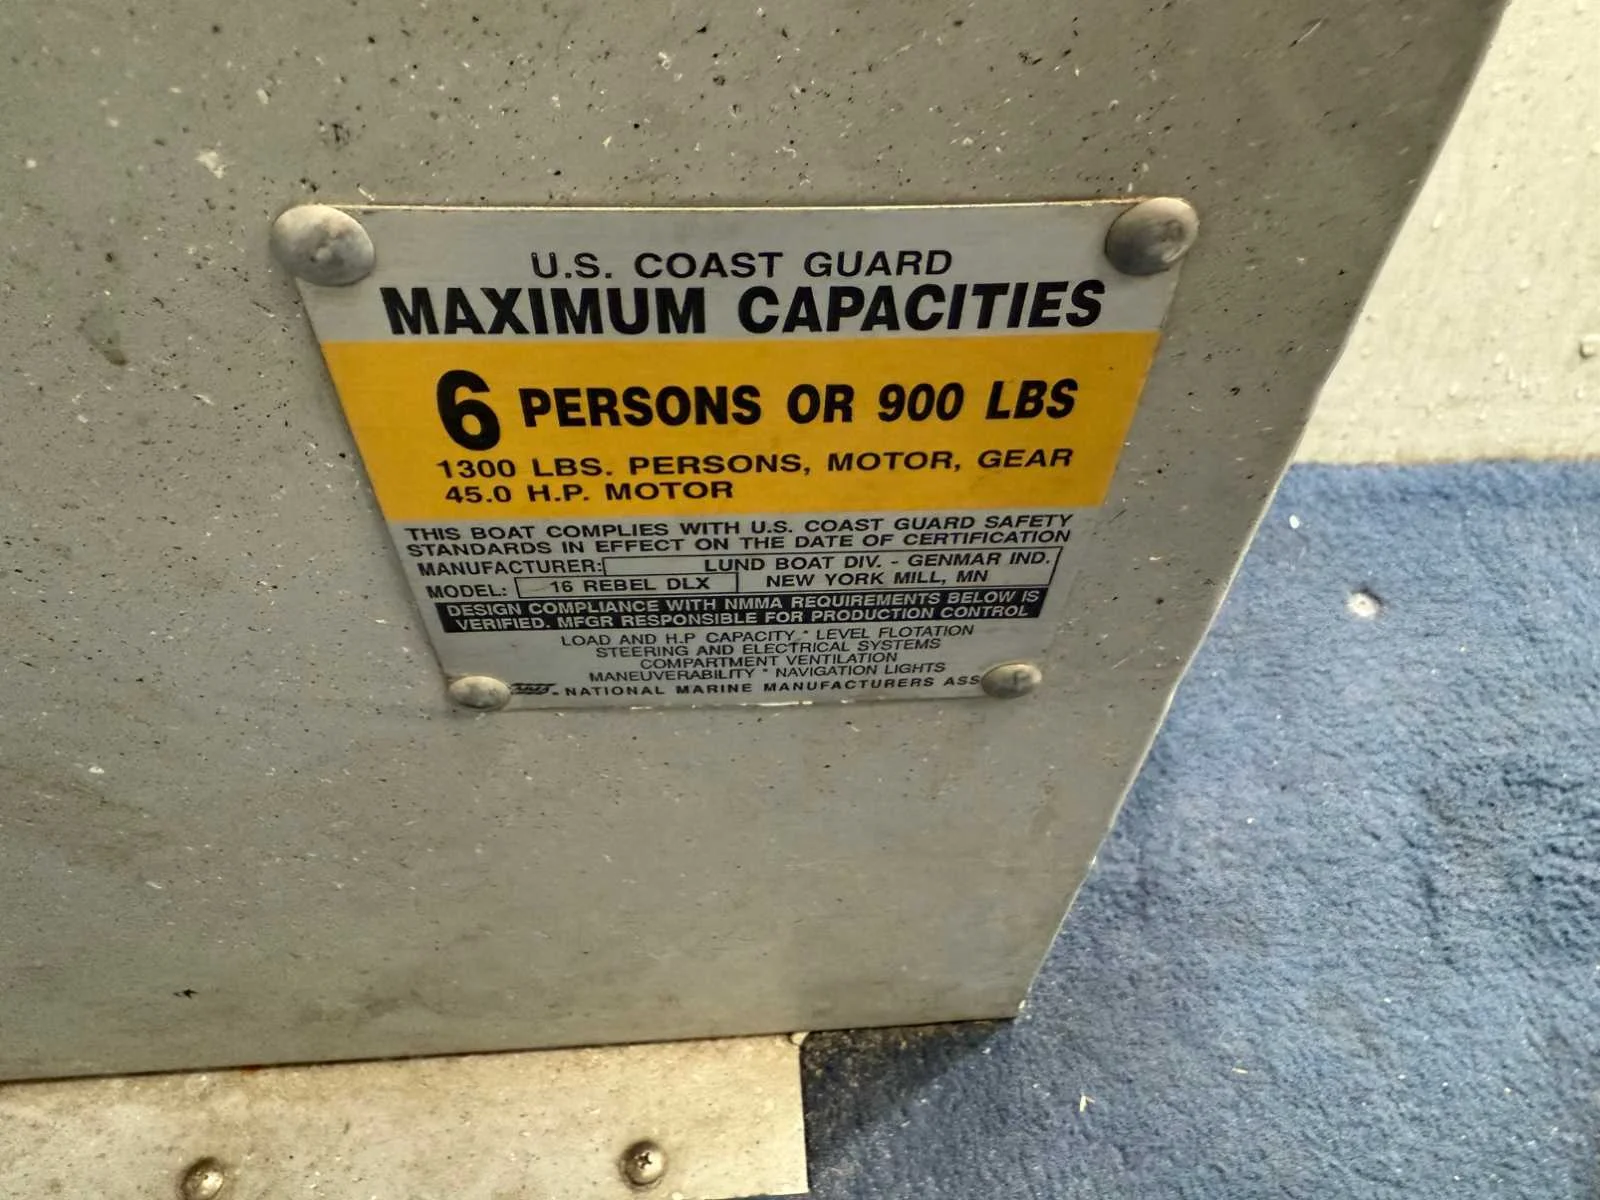 U.S. COAST GUARD
MAXIMUM CAPACITIES
6 PERSONS OR 900 LBS
1300 LBS. PERSONS, MOTOR, GEAR
45.0 H.P. MOTOR
THIS BOAT COMPLIES WITH U.S. COAST GUARD SAFETY
STANDARDS IN EFFECT ON THE DATE OF CERTIFICATION
MANUFACTURER: LUND BOAT DIV. - GENMAR IND.
MODEL: 16 REBEL DLX NEW YORK MILL, MN
DESIGN COMPLIANCE WITH NMMA REQUIREMENTS BELOW IS
VERIFIED. MFGR RESPONSIBLE FOR PRODUCTION CONTROL
LOAD AND H.P CAPACITY * LEVEL FLOTATION
STEERING AND ELECTRICAL SYSTEMS
COMPARTMENT VENTILATION
MANEUVERABILITY * NAVIGATION LIGHTS
NATIONAL MARINE MANUFACTURERS ASS